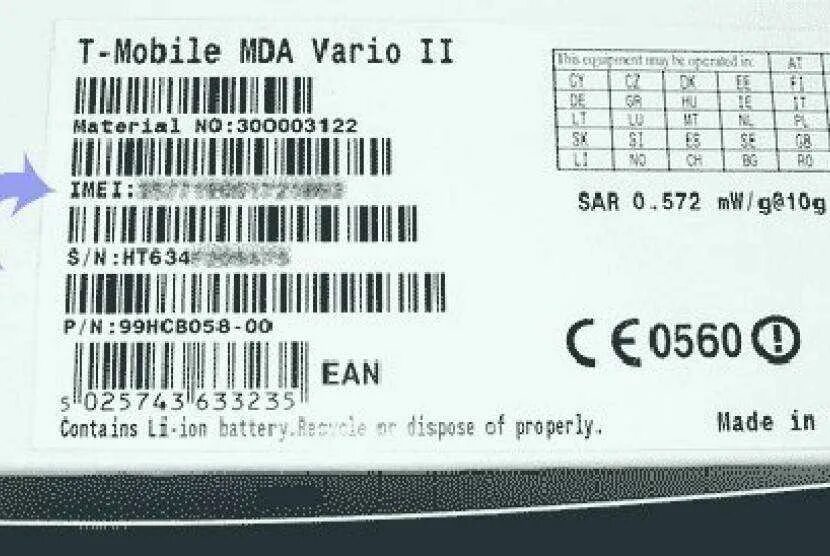 T-Mobile MDA Vario II
Material NO:300003122
IMEI:
S/N:HT634
P/N:99HCB058-00
EAN
5 025743 633235
Contains Li-ion battery.Recycle or dispose of properly.
This equipment may be operated in: AT
CY CZ DK EE FI
DE GR HU IE IT
LT LU MT NL PL
SK SI ES SE GB
LI NO CH BG RO
SAR 0.572 mW/g@10g
CE0560
Made in